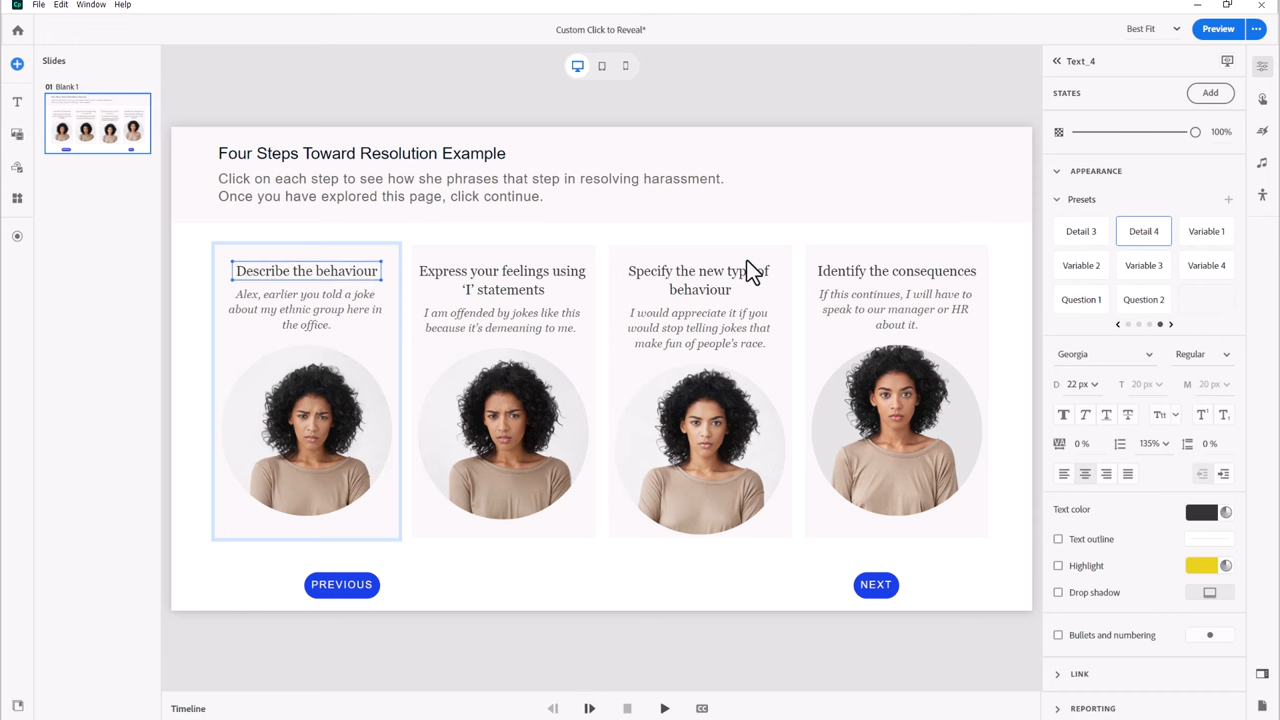 Cp File Edit Window Help
Custom Click to Reveal*
Best Fit
Preview
Slides
01 Blank 1
Four Steps Toward Resolution Example
Click on each step to see how she phrases that step in resolving harassment.
Once you have explored this page, click continue.
Describe the behaviour
Alex, earlier you told a joke
about my ethnic group here in
the office.
Express your feelings using
‘I’ statements
I am offended by jokes like this
because it’s demeaning to me.
Specify the new type of
behaviour
I would appreciate it if you
would stop telling jokes that
make fun of people’s race.
Identify the consequences
If this continues, I will have to
speak to our manager or HR
about it.
PREVIOUS
NEXT
Timeline
Text_4
STATES
Add
100%
APPEARANCE
Presets
Detail 3 Detail 4 Variable 1
Variable 2 Variable 3 Variable 4
Question 1 Question 2
Georgia Regular
D 22 px T 20 px M 20 px
T T T T Tt T¹ T₁
VA 0 % 135% 0 %
Text color
Text outline
Highlight
Drop shadow
Bullets and numbering
LINK
REPORTING